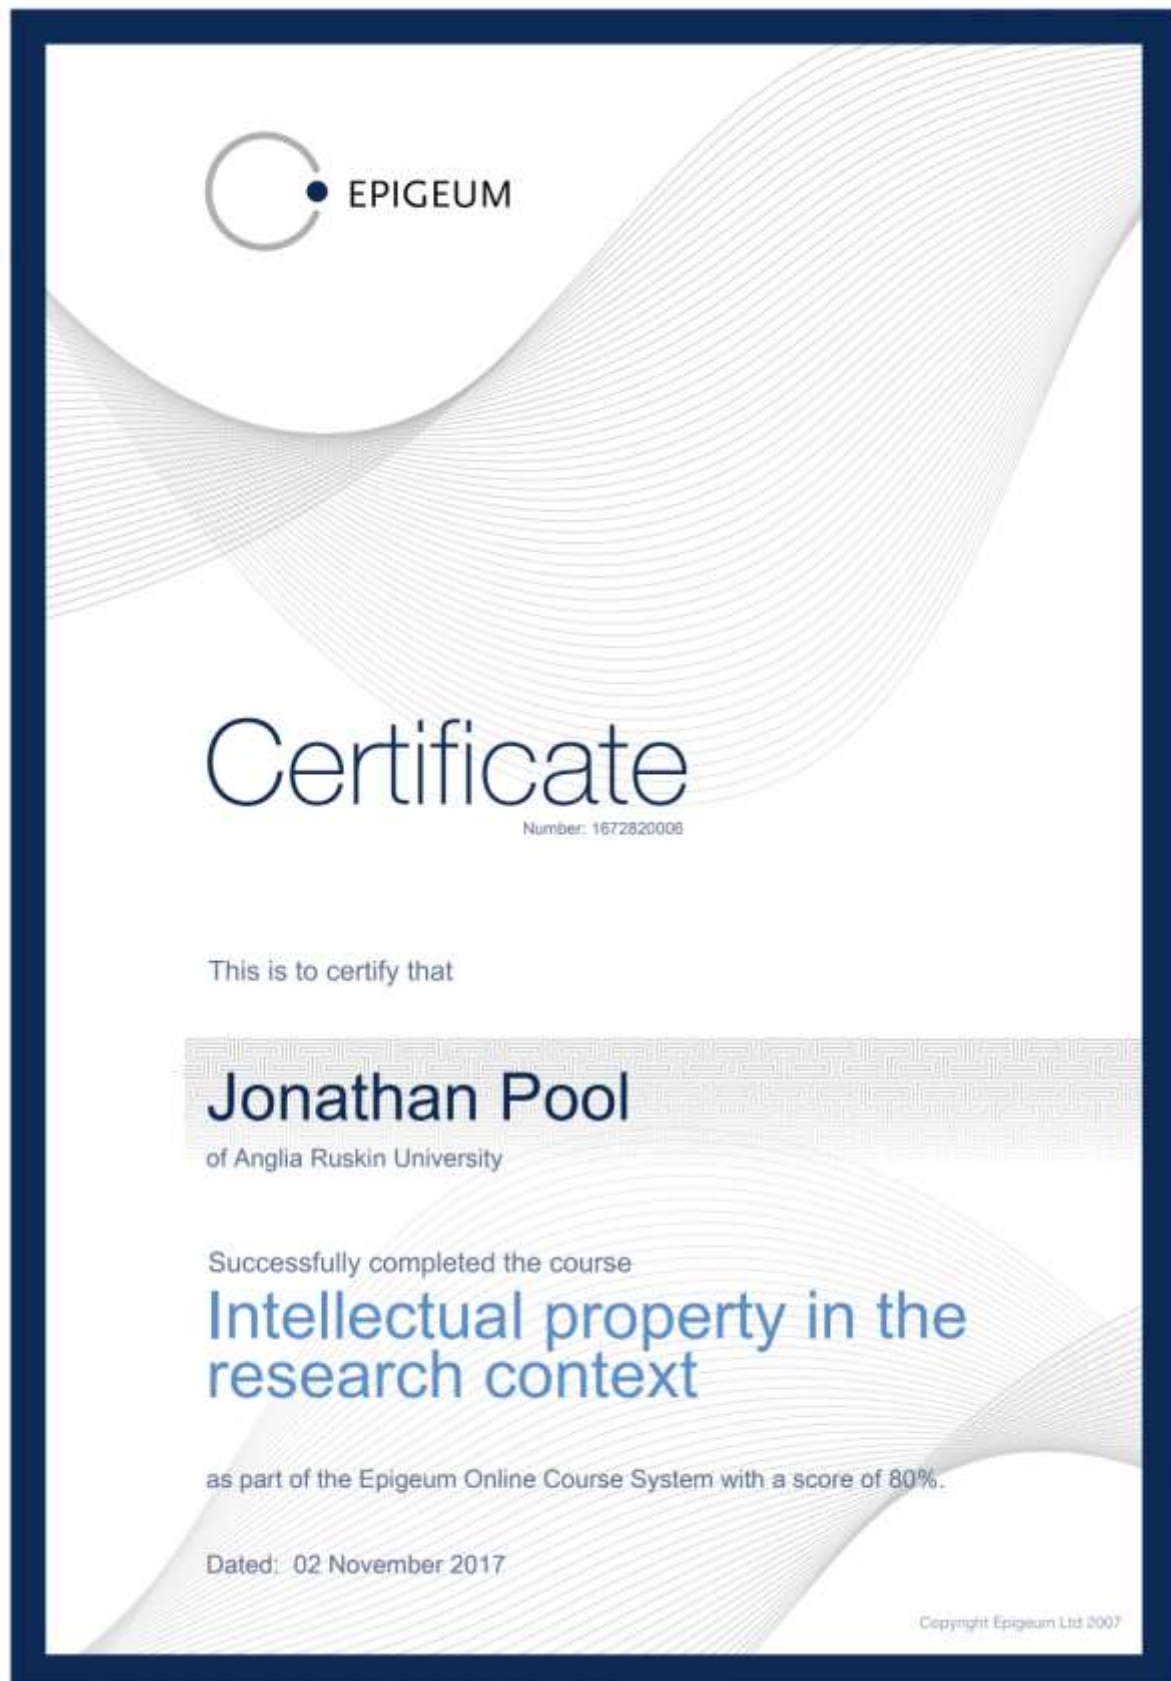 EPIGEUM
Certificate
Number: 1672820006
This is to certify that
Jonathan Pool
of Anglia Ruskin University
Successfully completed the course
Intellectual property in the
research context
as part of the Epigeum Online Course System with a score of 80%.
Dated: 02 November 2017
Copyright Epigeum Ltd 2007